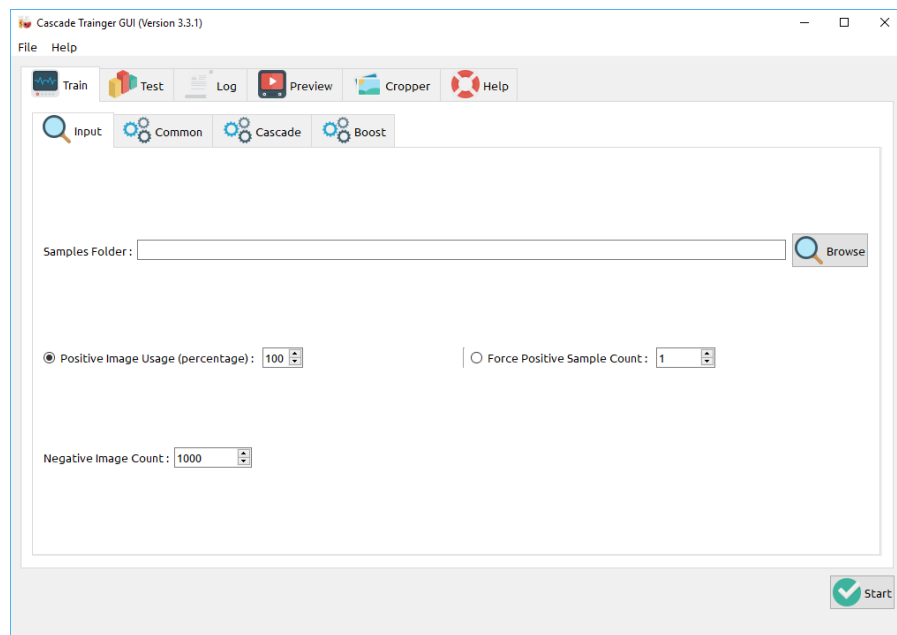 Cascade Trainger GUI (Version 3.3.1)
File Help
Train Test Log Preview Cropper Help
Input Common Cascade Boost
Samples Folder : Browse
Positive Image Usage (percentage) : 100 Force Positive Sample Count : 1
Negative Image Count : 1000
Start